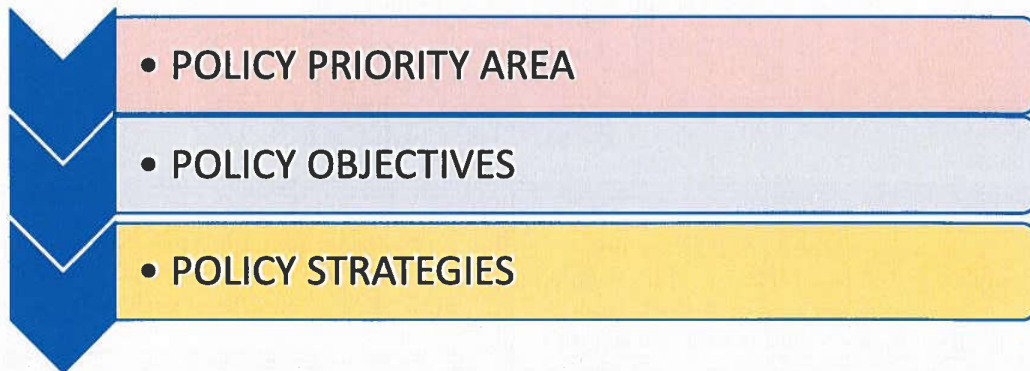 • POLICY PRIORITY AREA
• POLICY OBJECTIVES
• POLICY STRATEGIES